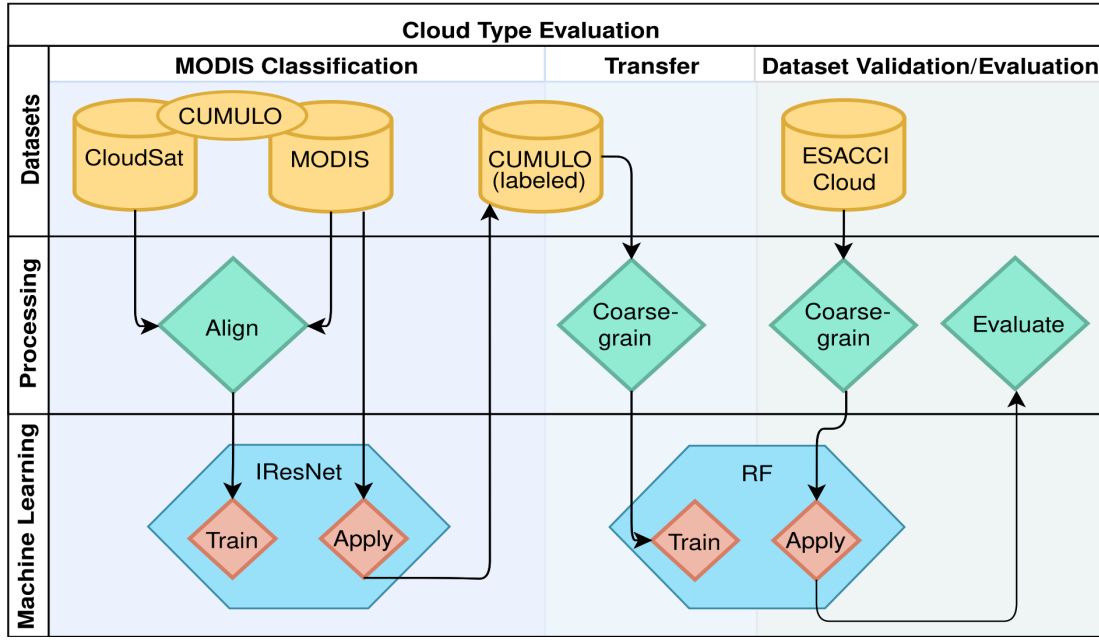 Cloud Type Evaluation
MODIS Classification
Transfer
Dataset Validation/Evaluation
Datasets
CUMULO
CloudSat
MODIS
CUMULO
(labeled)
ESACCI
Cloud
Processing
Align
Coarse-
grain
Coarse-
grain
Evaluate
Machine Learning
IResNet
Train
Apply
RF
Train
Apply